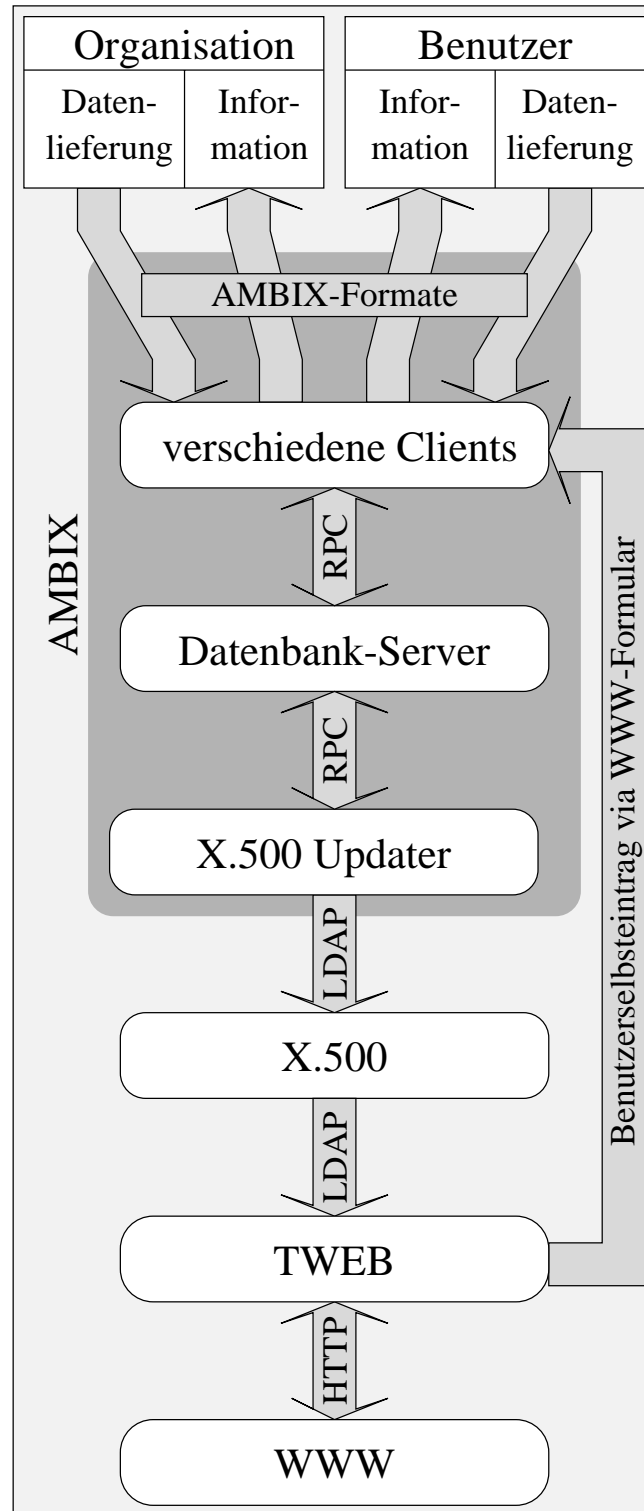 Organisation
Benutzer
Daten-
lieferung
Infor-
mation
Infor-
mation
Daten-
lieferung
AMBIX-Formate
verschiedene Clients
RPC
AMBIX
Datenbank-Server
RPC
X.500 Updater
LDAP
X.500
LDAP
Benutzerselbsteintrag via WWW-Formular
TWEB
HTTP
WWW